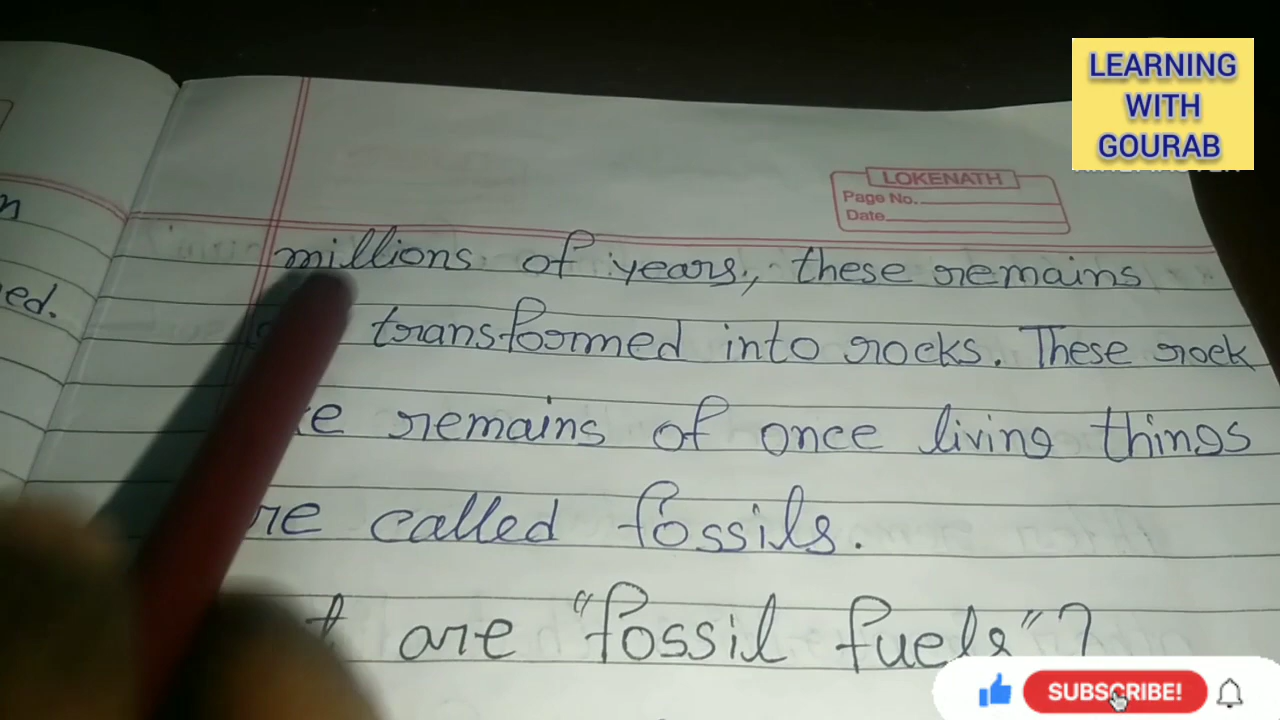 LEARNING
WITH
GOURAB
LOKENATH
Page No.
Date
n
ed.
millions of years, these remains
transformed into rocks. These rock
remains of once living things
called fossils.
are "fossil fuels"?
SUBSCRIBE!